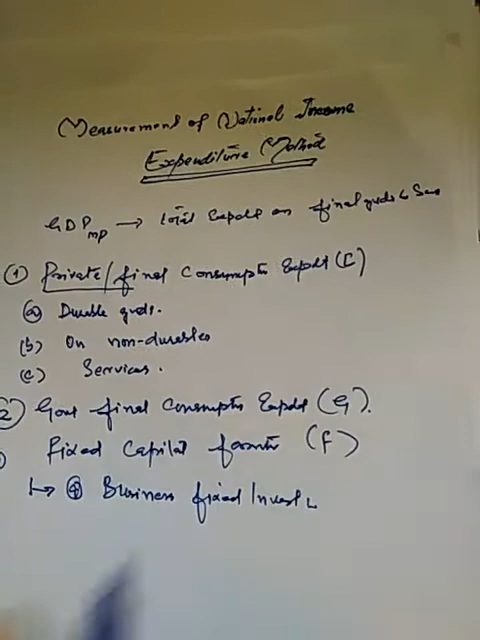 Measurement of National Income
Expenditure Method
GDPmp → Total Expdt on final goods & Ser
(1) Private/final Consumptn Expdt (C)
(a) Durable goods.
(b) On non-durables
(c) Services.
(2) Govt final Consumptn Expdt (G).
Fixed Capital formtn (F)
↳ (a) Business fixed Invest